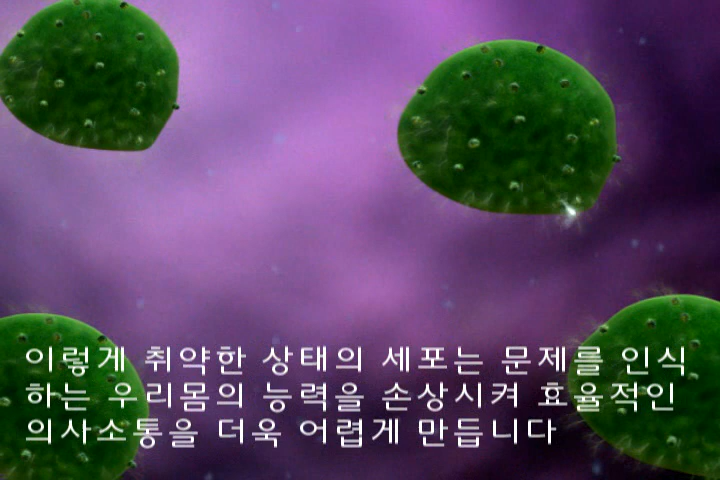 이렇게 취약한 상태의 세포는 문제를 인식
하는 우리몸의 능력을 손상시켜 효율적인
의사소통을 더욱 어렵게 만듭니다